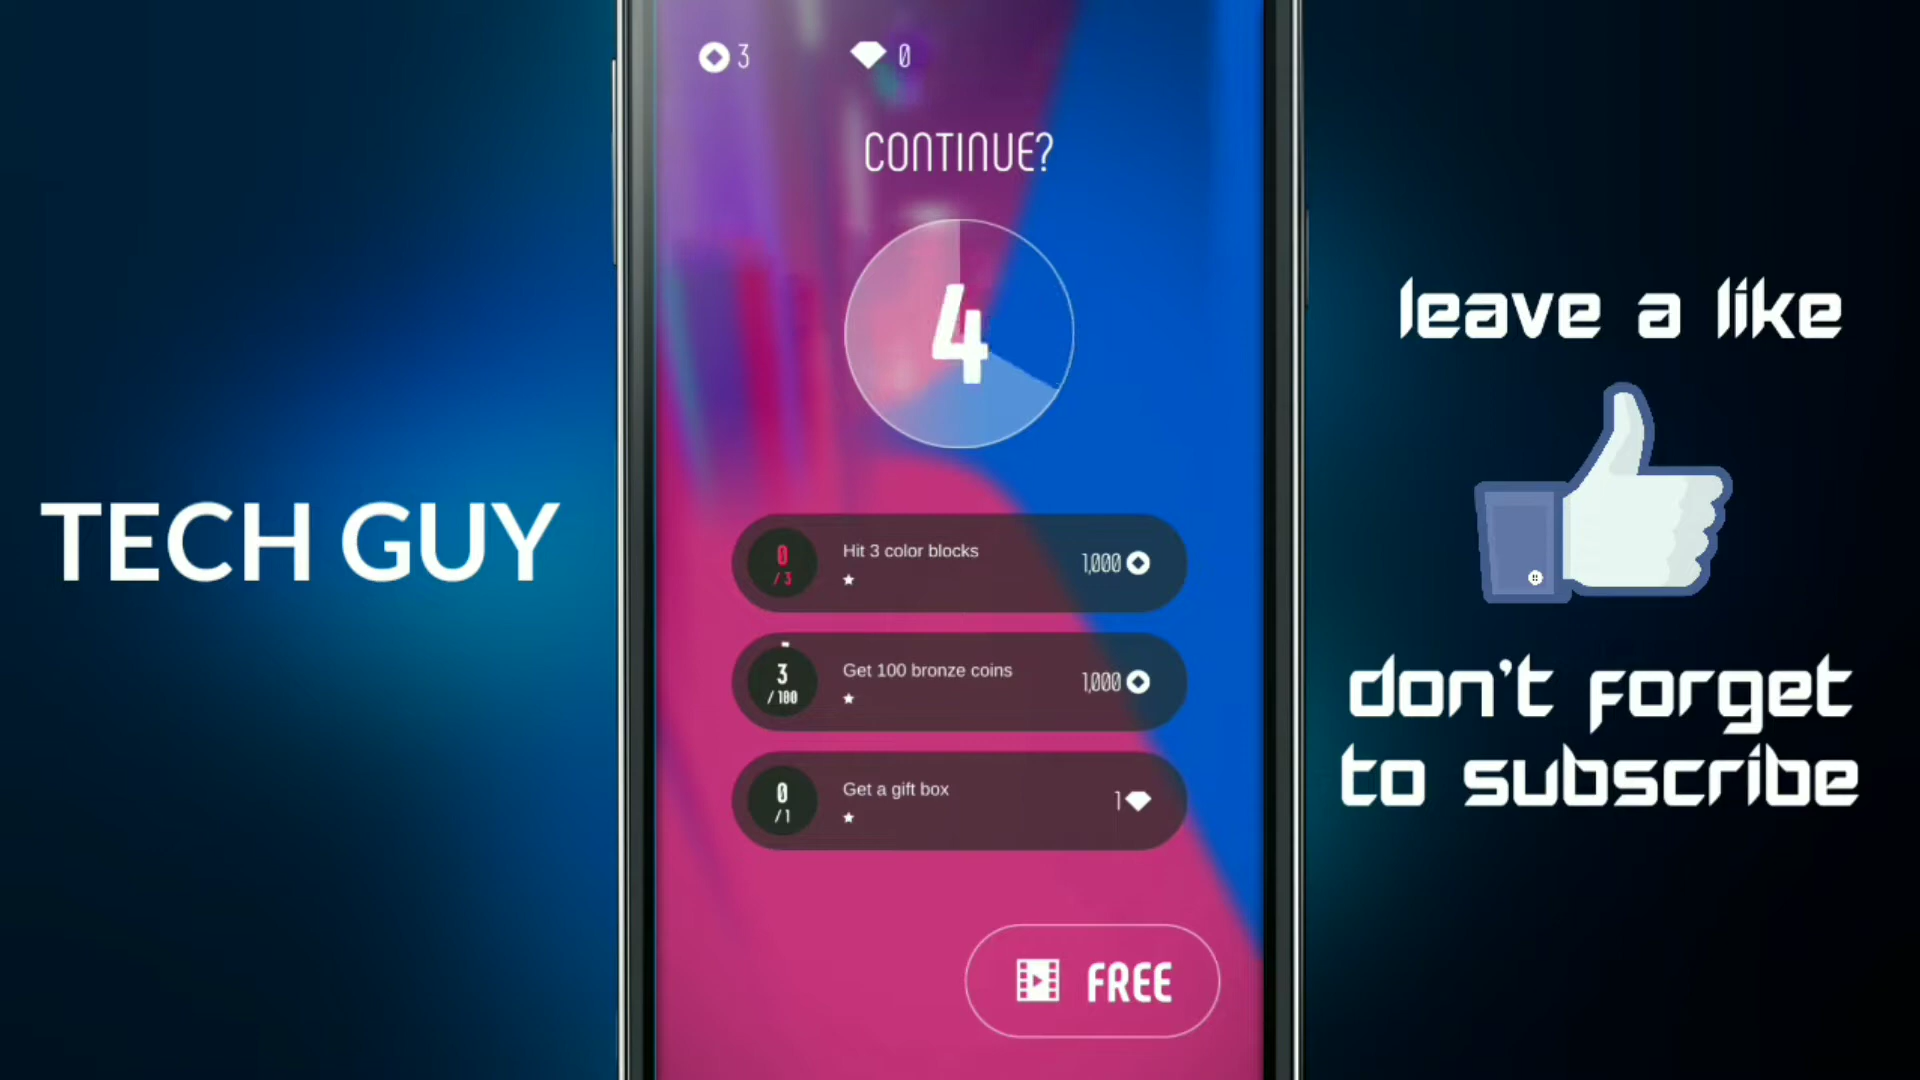 3 0
CONTINUE?
4
0
/ 3
Hit 3 color blocks
1,000
3
/ 100
Get 100 bronze coins
1,000
0
/ 1
Get a gift box
1
FREE
TECH GUY
leave a like
don't forget
to subscribe